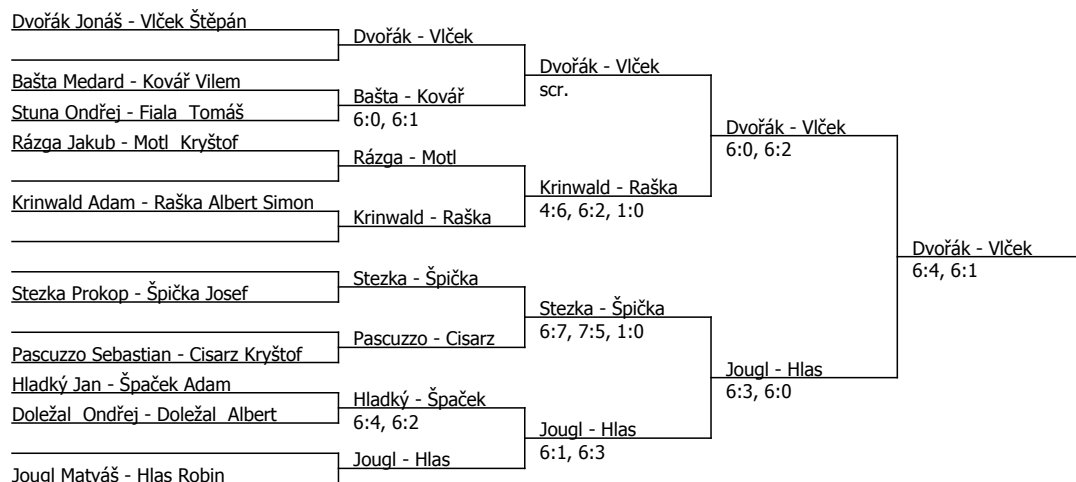 Dvořák Jonáš - Vlček Štěpán
Bašta Medard - Kovář Vilem
Stuna Ondřej - Fiala  Tomáš
Rázga Jakub - Motl  Kryštof
Krinwald Adam - Raška Albert Simon
Stezka Prokop - Špička Josef
Pascuzzo Sebastian - Cisarz Kryštof
Hladký Jan - Špaček Adam
Doležal  Ondřej - Doležal  Albert
Jougl Matyáš - Hlas Robin
Dvořák - Vlček
Bašta - Kovář
6:0, 6:1
Rázga - Motl
Krinwald - Raška
Stezka - Špička
Pascuzzo - Cisarz
Hladký - Špaček
6:4, 6:2
Jougl - Hlas
Dvořák - Vlček
scr.
Krinwald - Raška
4:6, 6:2, 1:0
Stezka - Špička
6:7, 7:5, 1:0
Jougl - Hlas
6:1, 6:3
Dvořák - Vlček
6:0, 6:2
Jougl - Hlas
6:3, 6:0
Dvořák - Vlček
6:4, 6:1